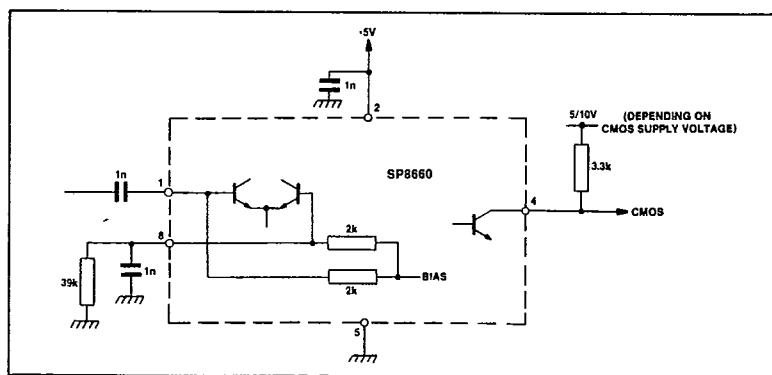 +5V
1n
2
5/10V
(DEPENDING ON
CMOS SUPPLY VOLTAGE)
3.3k
SP8660
1n
1
4
CMOS
8
2k
39k
1n
2k
BIAS
5